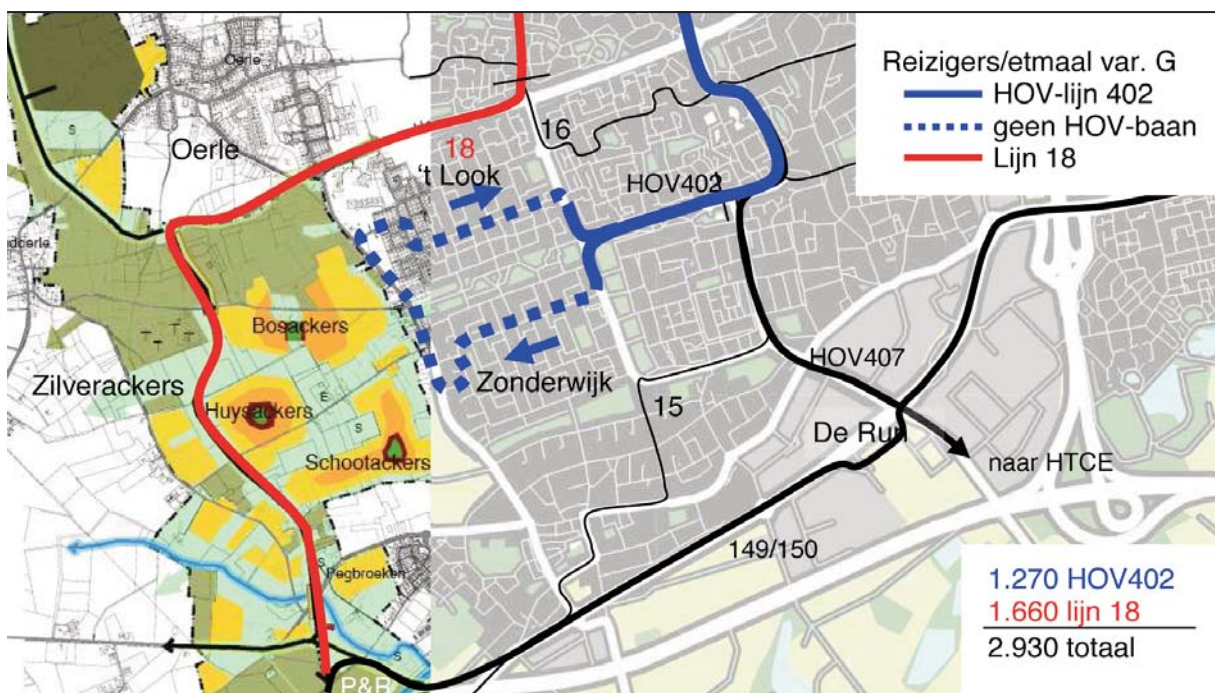 Reizigers/etmaal var. G
HOV-lijn 402
geen HOV-baan
Lijn 18
Oerle
S
Oerle
16
18
't Look
HOV402
Bosackers
HOV407
Zilverackers
Zonderwijk
Huysackers
E
15
S
De Run
Schootackers
naar HTCE
149/150
S
Pegbroeken
S
S
P&R
1.270 HOV402
1.660 lijn 18
2.930 totaal